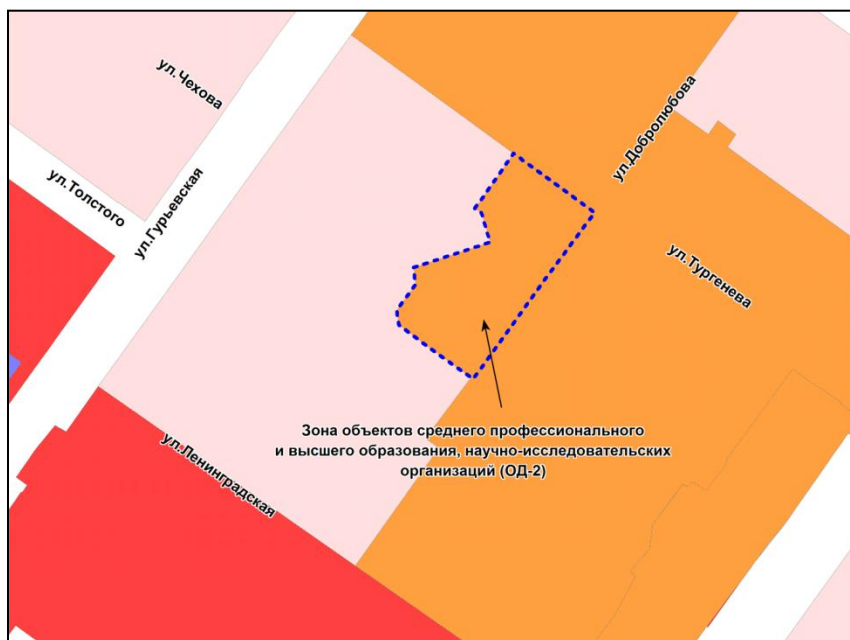 ул.Чехова
ул.Добролюбова
ул.Толстого
ул.Гурьевская
ул.Тургенева
Зона объектов среднего профессионального
и высшего образования, научно-исследовательских
организаций (ОД-2)
ул.Ленинградская